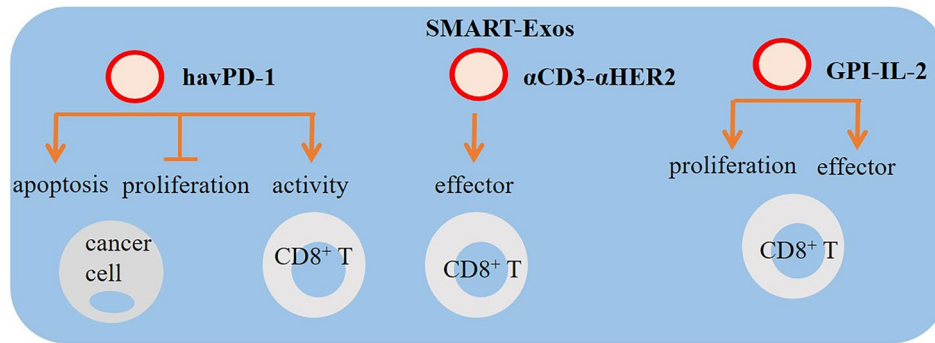 SMART-Exos
havPD-1
αCD3-αHER2
GPI-IL-2
apoptosis
proliferation
activity
effector
proliferation
effector
cancer
cell
CD8⁺ T
CD8⁺ T
CD8⁺ T